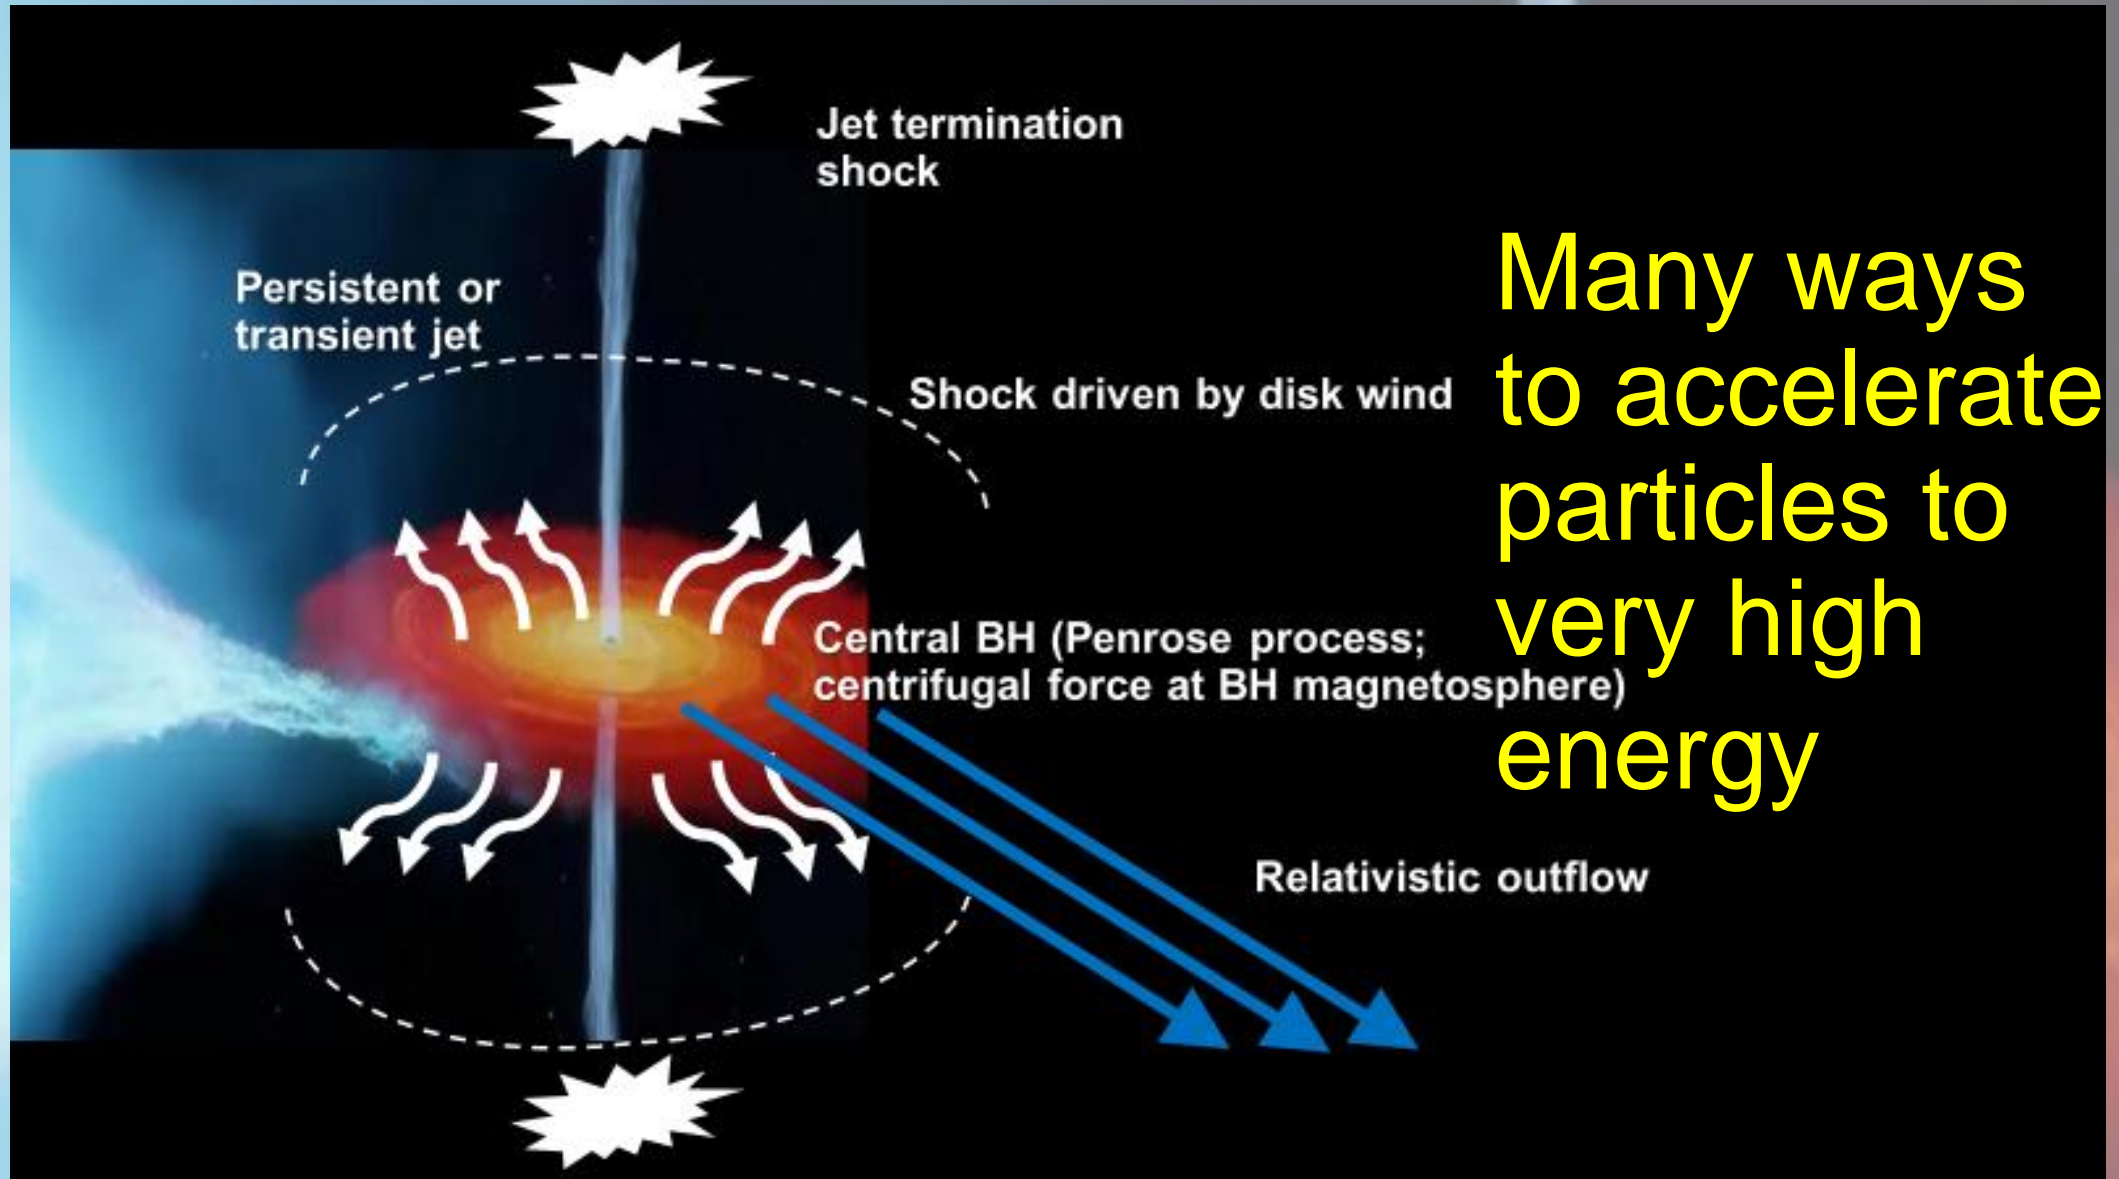 Jet termination
shock
Persistent or
transient jet
Shock driven by disk wind
Central BH (Penrose process;
centrifugal force at BH magnetosphere)
Relativistic outflow
Many ways
to accelerate
particles to
very high
energy